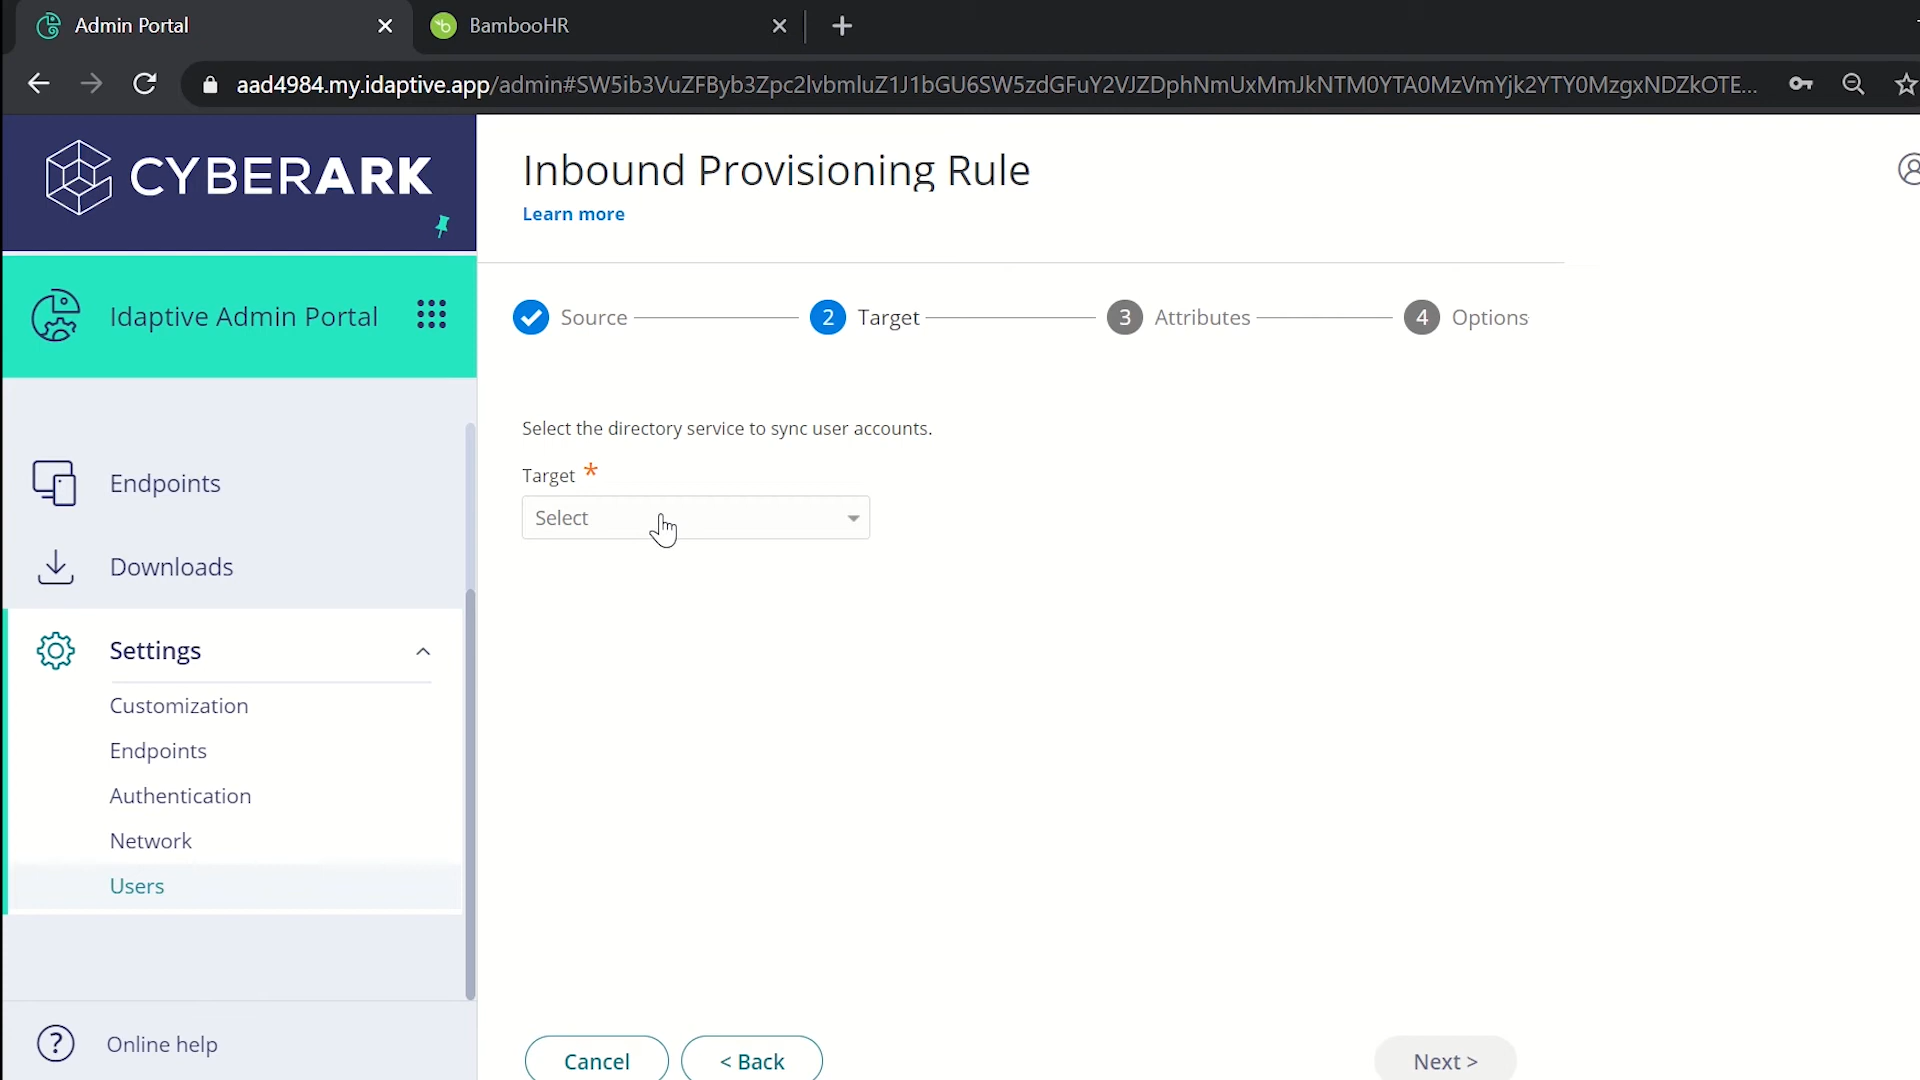 Admin Portal
BambooHR
aad4984.my.idaptive.app/admin#SW5ib3VuZFByb3Zpc2lvbmluZ1J1bGU6SW5zdGFuY2VJZDphNmUxMmJkNTM0YTA0MzVmYjk2YTY0MzgxNDZkOTE...
CYBERARK
Inbound Provisioning Rule
Learn more
Idaptive Admin Portal
Source
2 Target
3 Attributes
4 Options
Select the directory service to sync user accounts.
Target *
Select
Endpoints
Downloads
Settings
Customization
Endpoints
Authentication
Network
Users
? Online help
Cancel
< Back
Next >